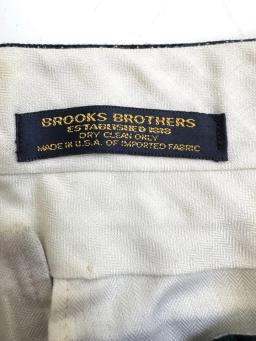 BROOKS BROTHERS
ESTABLISHED 1818
DRY CLEAN ONLY
MADE IN U.S.A. OF IMPORTED FABRIC